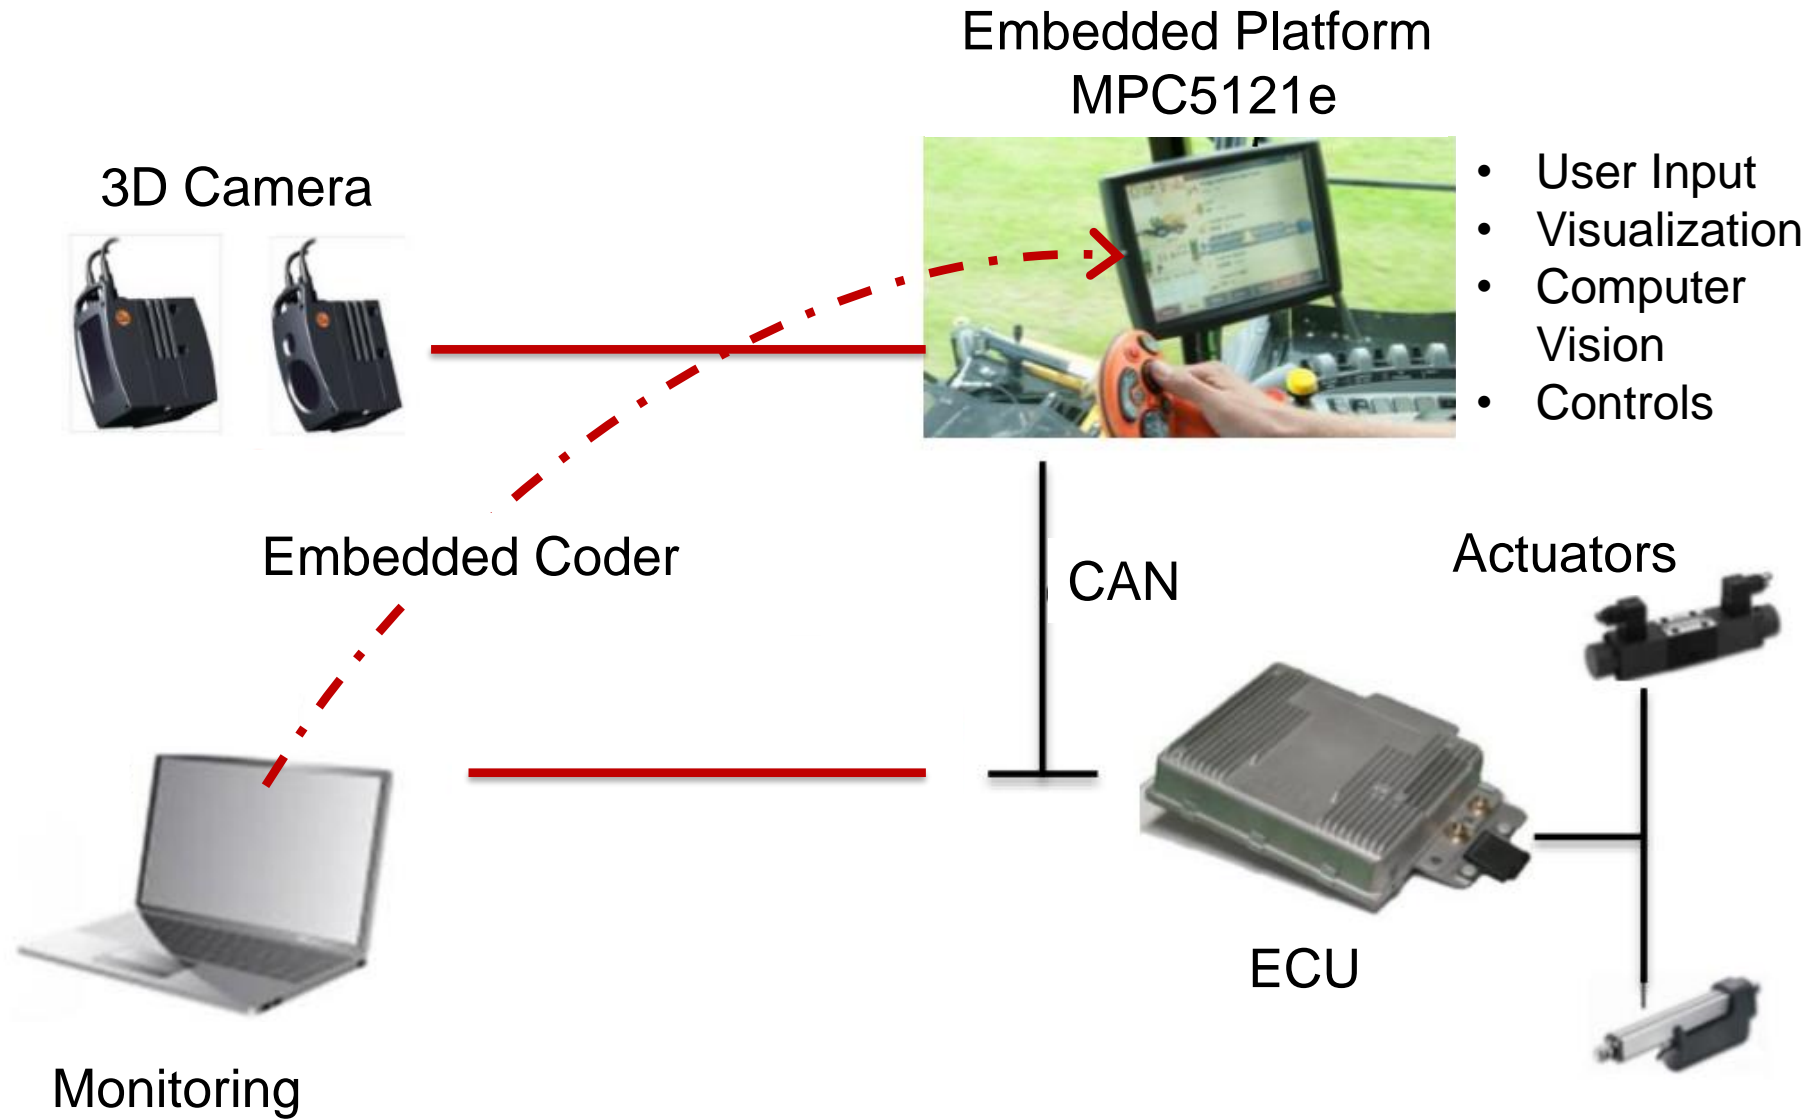 Embedded Platform
MPC5121e
3D Camera
• User Input
• Visualization
• Computer
Vision
• Controls
Embedded Coder
CAN
Actuators
ECU
Monitoring